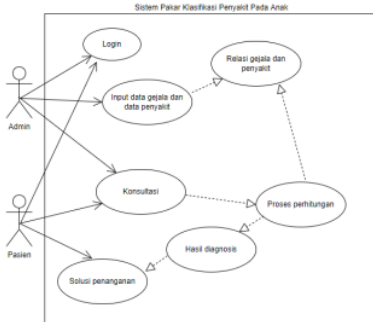 Sistem Pakar Klasifikasi Penyakit Pada Anak
Login
Relasi gejala dan
penyakit
Input data gejala dan
data penyakit
Admin
Konsultasi
Proses perhitungan
Hasil diagnosis
Pasien
Solusi penanganan